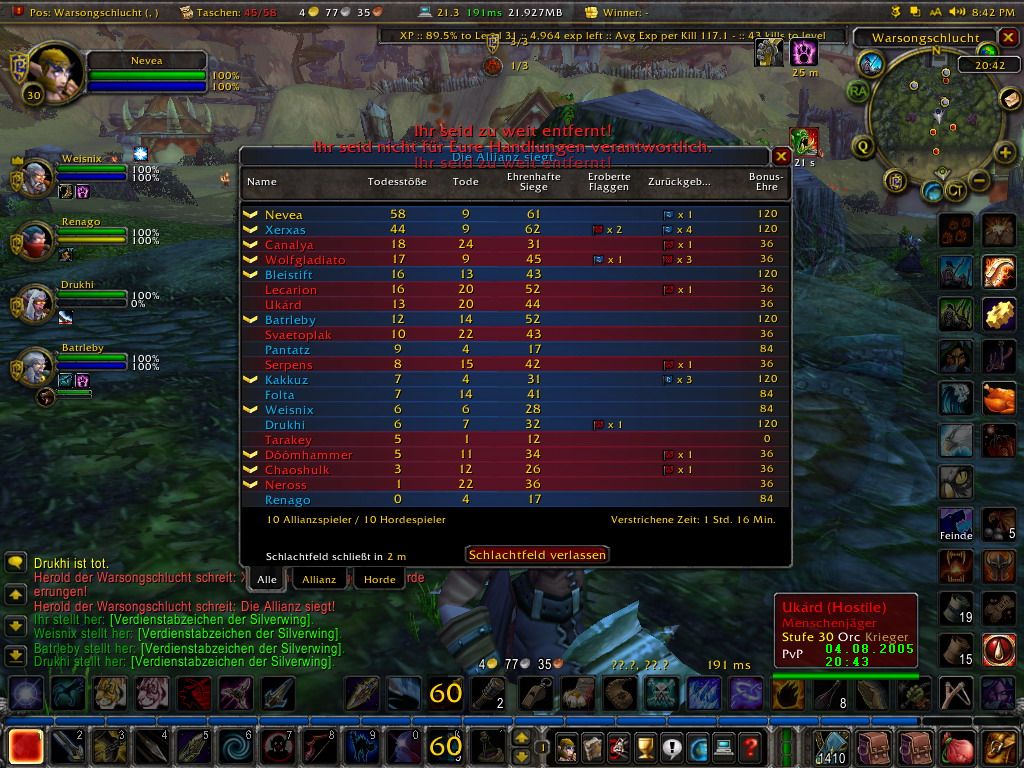 Pos: Warsongschlucht (, )
Taschen: 45/58
4 77 35
21.3 191ms 21.927MB
Winner: -
8:42 PM
XP :: 89.5% to Level 31 :: 4,964 exp left :: Avg Exp per Kill 117.1 - :: 43 kills to level
3/3
1/3
Warsongschlucht
20:42
25 m
21 s
RA
Q
CT
Nevea
100%
100%
30
Weisnix
100%
100%
Renago
100%
100%
Drukhi
100%
0%
Batrleby
100%
100%
Ihr seid zu weit entfernt!
Ihr seid nicht für Eure Handlungen verantwortlich.
Ihr seid zu weit entfernt!
Die Allianz siegt
Name Todesstöße Tode Ehrenhafte Siege Eroberte Flaggen Zurückgeb... Bonus-Ehre
Nevea 58 9 61 x 1 120
Xerxas 44 9 62 x 2 x 4 120
Canalya 18 24 31 x 1 36
Wolfgladiato 17 9 45 x 1 x 3 36
Bleistift 16 13 43 120
Lecarion 16 20 52 x 1 36
Ukárd 13 20 44 36
Batrleby 12 14 52 120
Svaetoplak 10 22 43 36
Pantatz 9 4 17 84
Serpens 8 15 42 x 1 36
Kakkuz 7 4 31 x 3 120
Folta 7 14 41 84
Weisnix 6 6 28 84
Drukhi 6 7 32 x 1 120
Tarakey 5 1 12 0
Dóómhammer 5 11 34 x 1 36
Chaoshulk 3 12 26 x 1 36
Neross 1 22 36 36
Renago 0 4 17 84
10 Allianzspieler / 10 Hordespieler
Verstrichene Zeit: 1 Std. 16 Min.
Schlachtfeld schließt in 2 m
Schlachtfeld verlassen
Alle Allianz Horde
Drukhi ist tot.
Herold der Warsongschlucht schreit:
errungen!
Herold der Warsongschlucht schreit: Die Allianz siegt!
Ihr stellt her: [Verdienstabzeichen der Silverwing].
Weisnix stellt her: [Verdienstabzeichen der Silverwing].
Batrleby stellt her: [Verdienstabzeichen der Silverwing].
Drukhi stellt her: [Verdienstabzeichen der Silverwing].
Feinde
5
19
15
Ukárd (Hostile)
Menschenjäger
Stufe 30 Orc Krieger
PvP
04.08.2005
20:43
4 77 35
??.?, ??.?
191 ms
60
2
8
60
1
1410